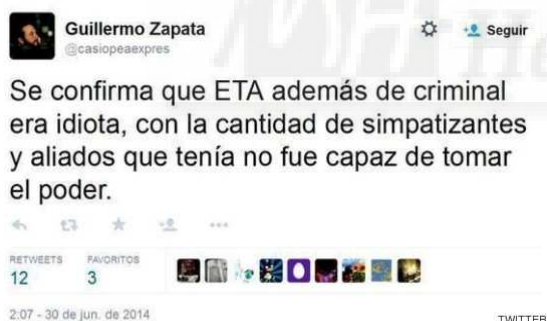 Guillermo Zapata
@casiopeaexpres
Seguir
Se confirma que ETA además de criminal
era idiota, con la cantidad de simpatizantes
y aliados que tenía no fue capaz de tomar
el poder.
RETWEETS FAVORITOS
12 3
2:07 - 30 de jun. de 2014
TWITTER